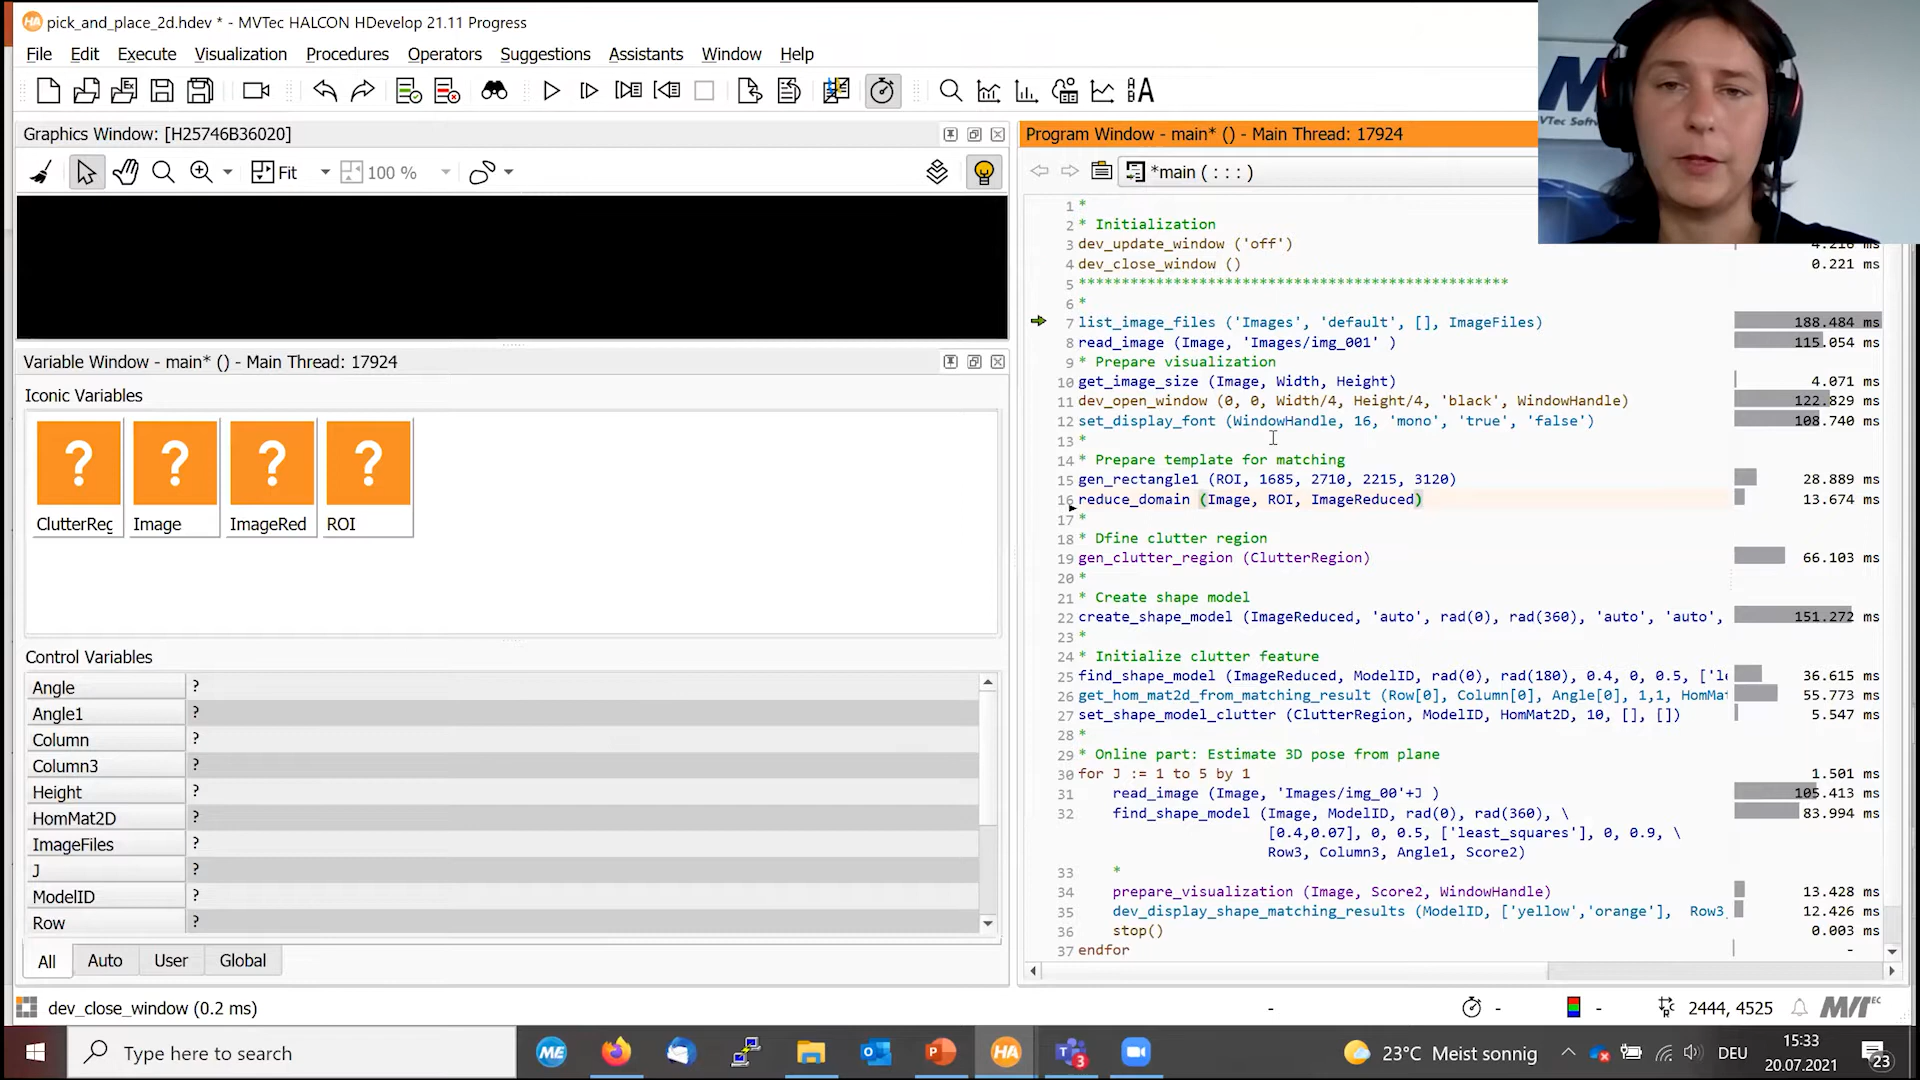 pick_and_place_2d.hdev * - MVTec HALCON HDevelop 21.11 Progress
File Edit Execute Visualization Procedures Operators Suggestions Assistants Window Help
Graphics Window: [H25746B36020]
Fit 100 %
Variable Window - main* () - Main Thread: 17924
Iconic Variables
ClutterReg Image ImageRed ROI
Control Variables
Angle ?
Angle1 ?
Column ?
Column3 ?
Height ?
HomMat2D ?
ImageFiles ?
J ?
ModelID ?
Row ?
All Auto User Global
Program Window - main* () - Main Thread: 17924
*main ( : : : )
1 *
2 * Initialization
3 dev_update_window ('off') 4.216 ms
4 dev_close_window () 0.221 ms
5 **************************************************
6 *
7 list_image_files ('Images', 'default', [], ImageFiles) 188.484 ms
8 read_image (Image, 'Images/img_001' ) 115.054 ms
9 * Prepare visualization
10 get_image_size (Image, Width, Height) 4.071 ms
11 dev_open_window (0, 0, Width/4, Height/4, 'black', WindowHandle) 122.829 ms
12 set_display_font (WindowHandle, 16, 'mono', 'true', 'false') 108.740 ms
13 *
14 * Prepare template for matching
15 gen_rectangle1 (ROI, 1685, 2710, 2215, 3120) 28.889 ms
16 reduce_domain (Image, ROI, ImageReduced) 13.674 ms
17 *
18 * Dfine clutter region
19 gen_clutter_region (ClutterRegion) 66.103 ms
20 *
21 * Create shape model
22 create_shape_model (ImageReduced, 'auto', rad(0), rad(360), 'auto', 'auto', 151.272 ms
23 *
24 * Initialize clutter feature
25 find_shape_model (ImageReduced, ModelID, rad(0), rad(180), 0.4, 0, 0.5, ['le 36.615 ms
26 get_hom_mat2d_from_matching_result (Row[0], Column[0], Angle[0], 1,1, HomMat 55.773 ms
27 set_shape_model_clutter (ClutterRegion, ModelID, HomMat2D, 10, [], []) 5.547 ms
28 *
29 * Online part: Estimate 3D pose from plane
30 for J := 1 to 5 by 1 1.501 ms
31 read_image (Image, 'Images/img_00'+J ) 105.413 ms
32 find_shape_model (Image, ModelID, rad(0), rad(360), \ 83.994 ms
[0.4,0.07], 0, 0.5, ['least_squares'], 0, 0.9, \
Row3, Column3, Angle1, Score2)
33 *
34 prepare_visualization (Image, Score2, WindowHandle) 13.428 ms
35 dev_display_shape_matching_results (ModelID, ['yellow','orange'], Row3, 12.426 ms
36 stop() 0.003 ms
37 endfor -
dev_close_window (0.2 ms)
- - - 2444, 4525
Type here to search
ME
HA
3
23°C Meist sonnig
DEU
15:33
20.07.2021
23